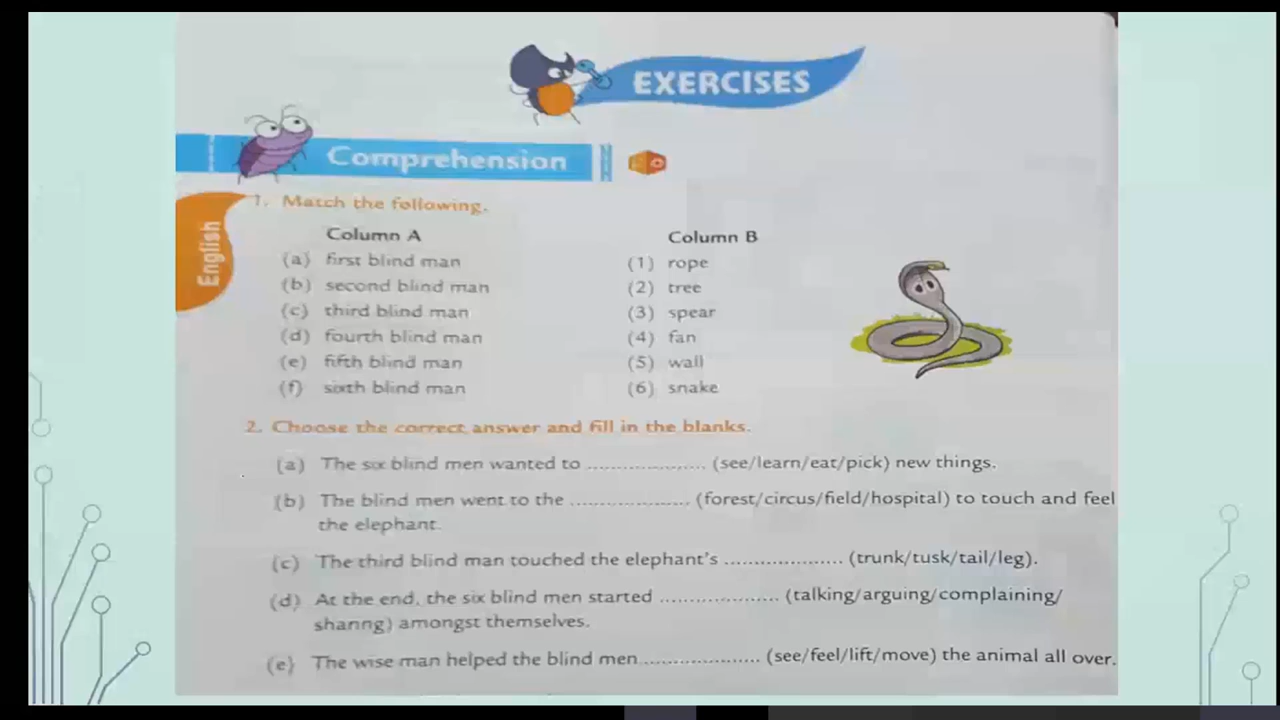 EXERCISES
Comprehension
English
1. Match the following.
Column A Column B
(a) first blind man (1) rope
(b) second blind man (2) tree
(c) third blind man (3) spear
(d) fourth blind man (4) fan
(e) fifth blind man (5) wall
(f) sixth blind man (6) snake
2. Choose the correct answer and fill in the blanks.
(a) The six blind men wanted to .................... (see/learn/eat/pick) new things.
(b) The blind men went to the .................... (forest/circus/field/hospital) to touch and feel
the elephant.
(c) The third blind man touched the elephant's .................... (trunk/tusk/tail/leg).
(d) At the end, the six blind men started .................... (talking/arguing/complaining/
sharing) amongst themselves.
(e) The wise man helped the blind men.................... (see/feel/lift/move) the animal all over.